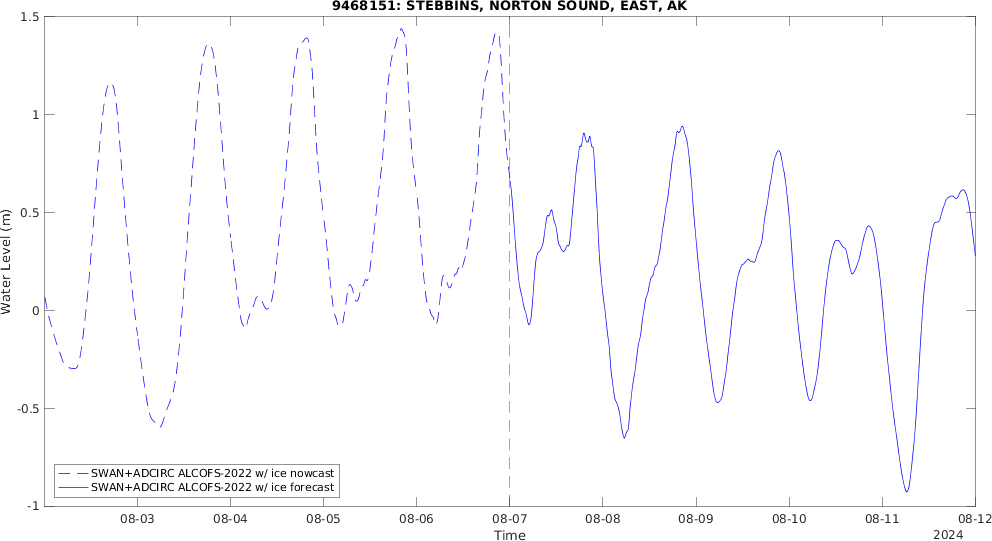 9468151: STEBBINS, NORTON SOUND, EAST, AK
1.5
1
0.5
0
-0.5
-1
Water Level (m)
SWAN+ADCIRC ALCOFS-2022 w/ ice nowcast
SWAN+ADCIRC ALCOFS-2022 w/ ice forecast
08-03 08-04 08-05 08-06 08-07 08-08 08-09 08-10 08-11 08-12
Time
2024